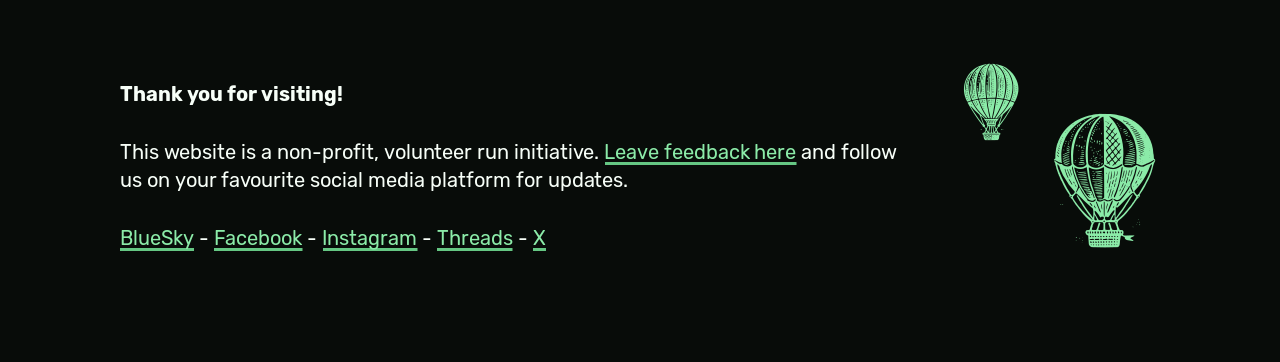 Thank you for visiting!
This website is a non-profit, volunteer run initiative. Leave feedback here and follow
us on your favourite social media platform for updates.
BlueSky - Facebook - Instagram - Threads - X